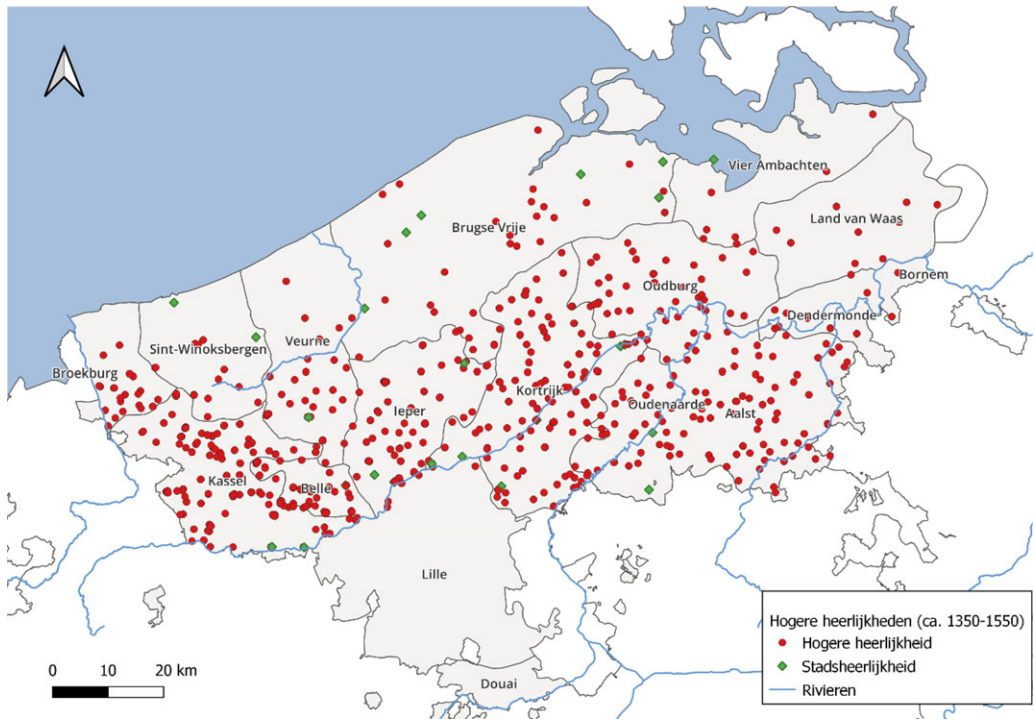 Vier Ambachten
Land van Waas
Brugse Vrije
Bornem
Oudburg
Dendermonde
Veurne
Sint-Winoksbergen
Broekburg
Kortrijk
Ieper
Oudenaarde
Aalst
Kassel
Belle
Lille
Douai
0 10 20 km
Hogere heerlijkheden (ca. 1350-1550)
Hogere heerlijkheid
Stadsheerlijkheid
Rivieren